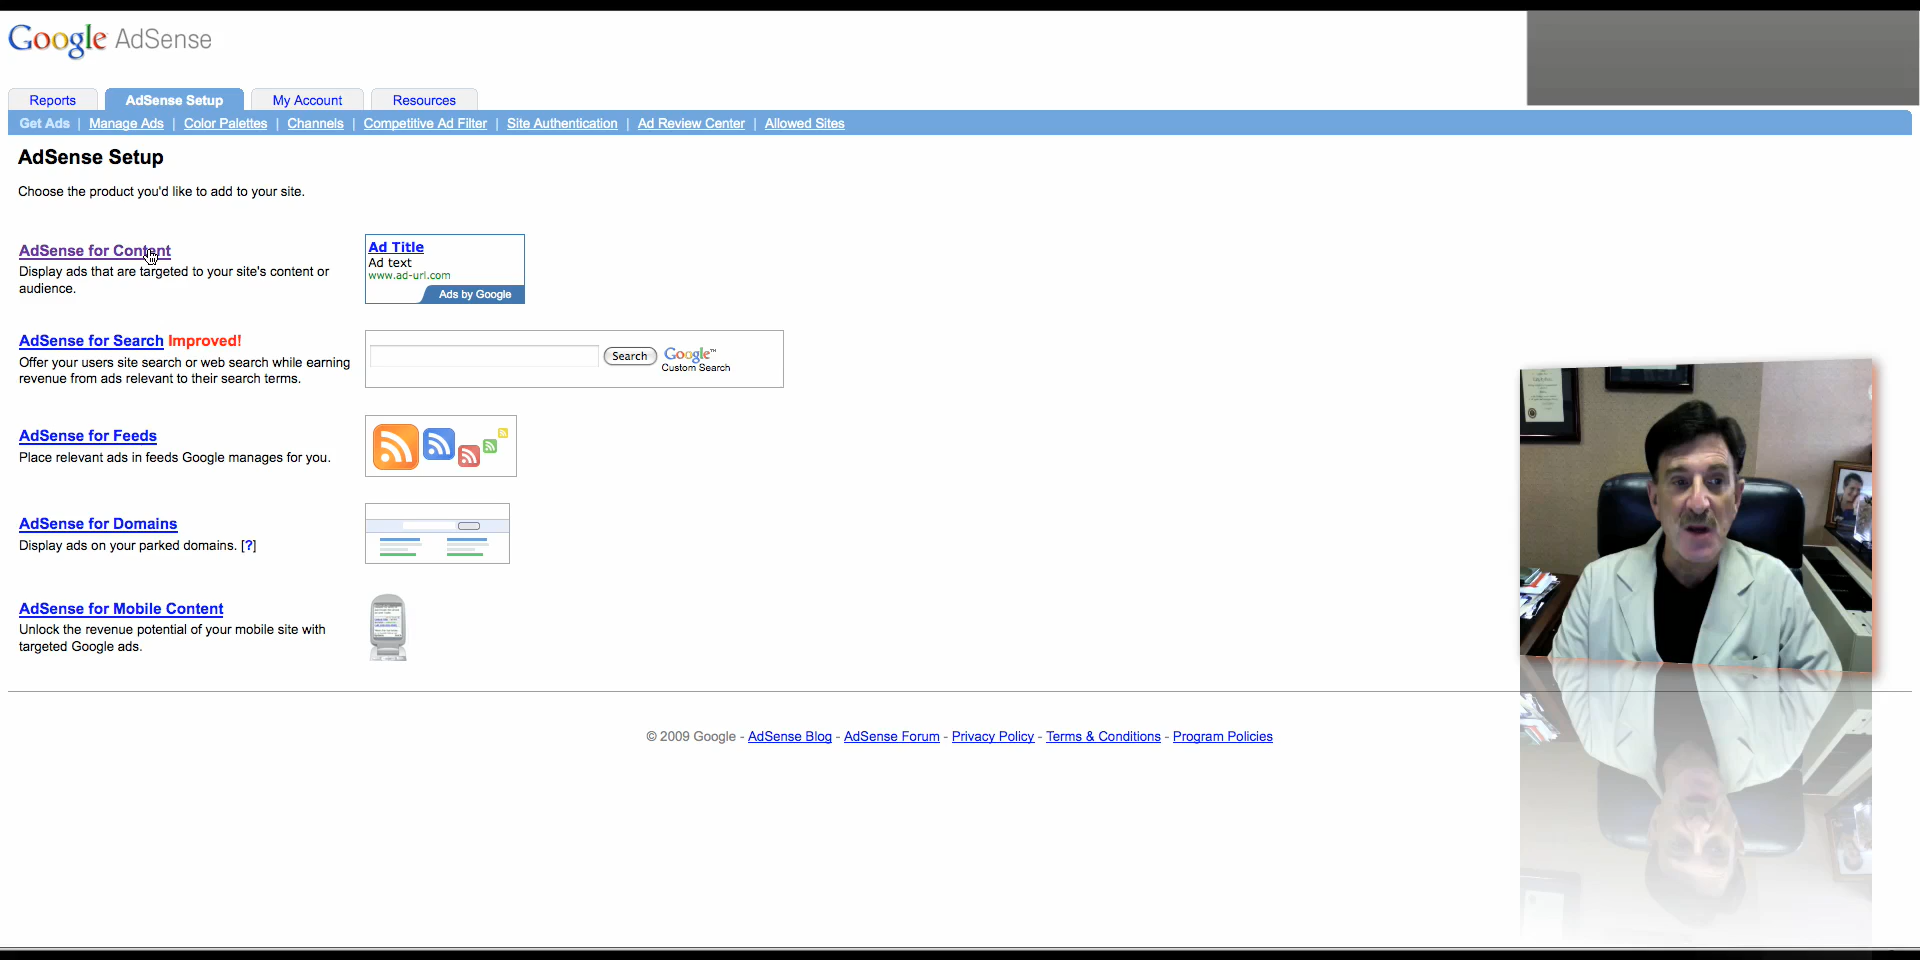 Google AdSense
Reports AdSense Setup My Account Resources
Get Ads | Manage Ads | Color Palettes | Channels | Competitive Ad Filter | Site Authentication | Ad Review Center | Allowed Sites
AdSense Setup
Choose the product you'd like to add to your site.
AdSense for Content
Display ads that are targeted to your site's content or
audience.
Ad Title
Ad text
www.ad-url.com
Ads by Google
AdSense for Search Improved!
Offer your users site search or web search while earning
revenue from ads relevant to their search terms.
Search Google™
Custom Search
AdSense for Feeds
Place relevant ads in feeds Google manages for you.
AdSense for Domains
Display ads on your parked domains. [?]
AdSense for Mobile Content
Unlock the revenue potential of your mobile site with
targeted Google ads.
© 2009 Google - AdSense Blog - AdSense Forum - Privacy Policy - Terms & Conditions - Program Policies